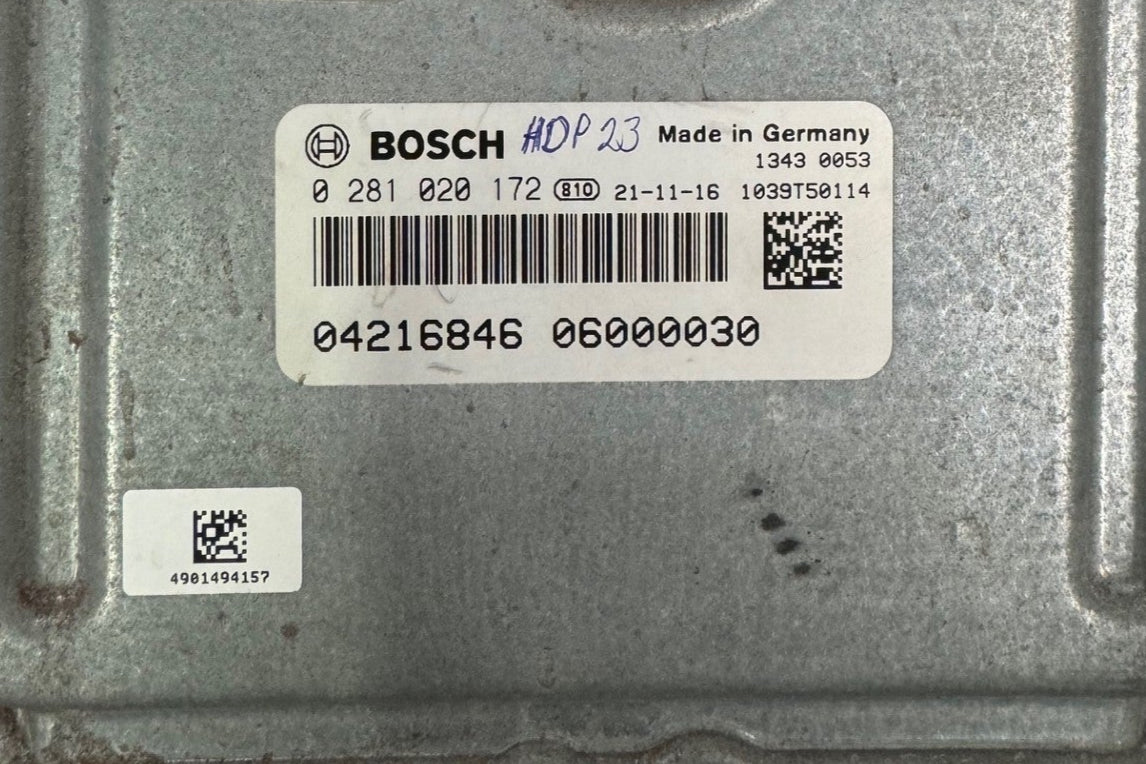 BOSCH HDP 23 Made in Germany
1343 0053
0 281 020 172 810 21-11-16 1039T50114
04216846 06000030
4901494157